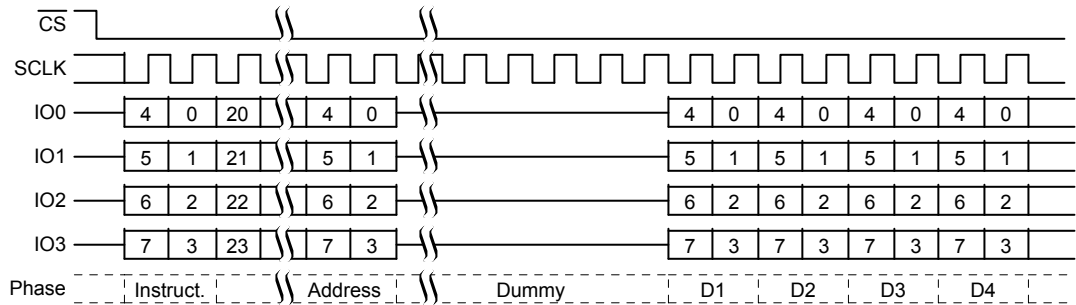 CS
SCLK
IO0 4 0 20 4 0 4 0 4 0 4 0 4 0
IO1 5 1 21 5 1 5 1 5 1 5 1 5 1
IO2 6 2 22 6 2 6 2 6 2 6 2 6 2
IO3 7 3 23 7 3 7 3 7 3 7 3 7 3
Phase Instruct. Address Dummy D1 D2 D3 D4